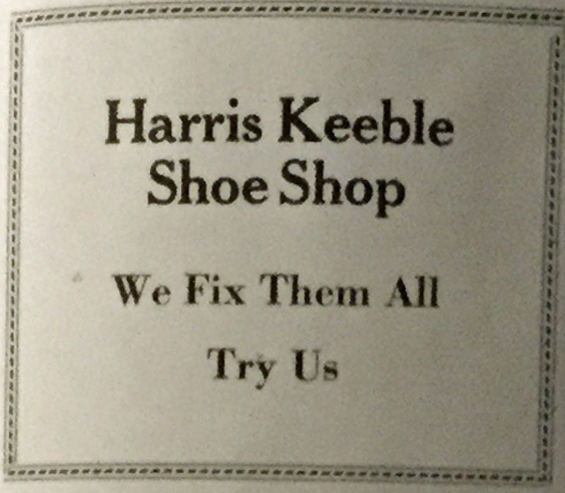 Harris Keeble
Shoe Shop
We Fix Them All
Try Us